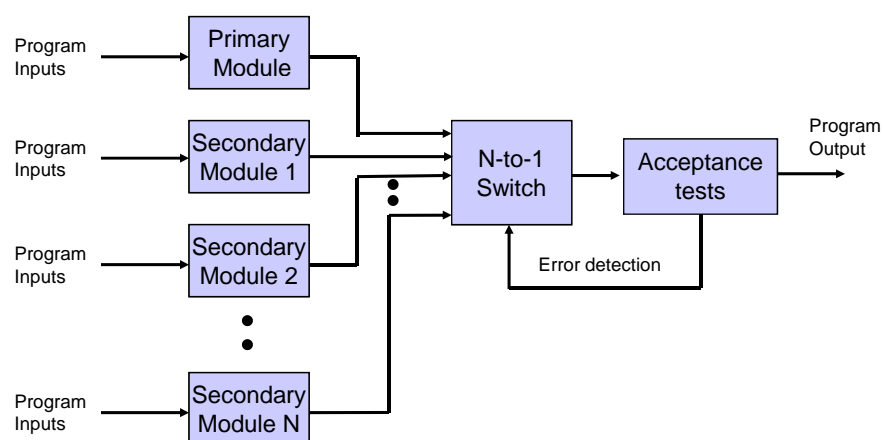 Program
Inputs
Primary
Module
Program
Inputs
Secondary
Module 1
N-to-1
Switch
Acceptance
tests
Program
Output
Program
Inputs
Secondary
Module 2
Error detection
Program
Inputs
Secondary
Module N